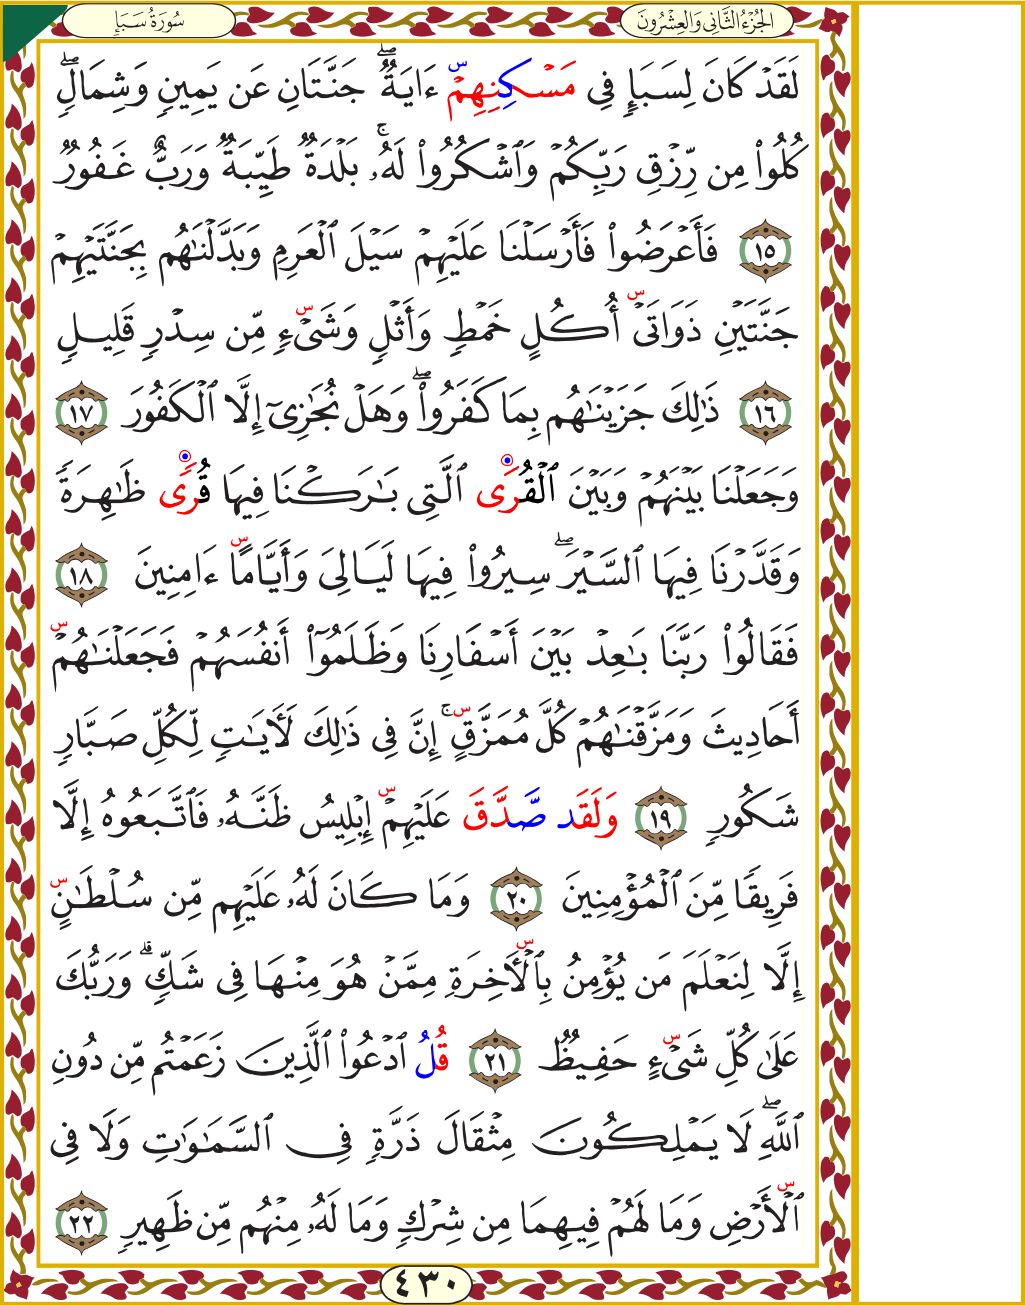 الجُزْءُ الثَّانِي وَالعِشْرُونَ
سُورَةُ سَبَإٍ
لَقَدۡ كَانَ لِسَبَإٖ فِي مَسۡكِنِهِمۡ س ءَايَةٞۖ جَنَّتَانِ عَن يَمِينٖ وَشِمَالٖۖ
كُلُواْ مِن رِّزۡقِ رَبِّكُمۡ وَٱشۡكُرُواْ لَهُۥۚ بَلۡدَةٞ طَيِّبَةٞ وَرَبٌّ غَفُورٞ
١٥ فَأَعۡرَضُواْ فَأَرۡسَلۡنَا عَلَيۡهِمۡ سَيۡلَ ٱلۡعَرِمِ وَبَدَّلۡنَٰهُم بِجَنَّتَيۡهِمۡ
جَنَّتَيۡنِ ذَوَاتَيۡ س أُكُلٍ خَمۡطٖ وَأَثۡلٖ وَشَيۡءٖ س مِّن سِدۡرٖ قَلِيلٖ
١٦ ذَٰلِكَ جَزَيۡنَٰهُم بِمَا كَفَرُواْۖ وَهَلۡ نُجَٰزِيٓ إِلَّا ٱلۡكَفُورَ ١٧
وَجَعَلۡنَا بَيۡنَهُمۡ وَبَيۡنَ ٱلۡقُرَى ٱلَّتِي بَٰرَكۡنَا فِيهَا قُرٗى ظَٰهِرَةٗ
وَقَدَّرۡنَا فِيهَا ٱلسَّيۡرَۖ سِيرُواْ فِيهَا لَيَالِيَ وَأَيَّامًا س ءَامِنِينَ ١٨
فَقَالُواْ رَبَّنَا بَٰعِدۡ بَيۡنَ أَسۡفَارِنَا وَظَلَمُوٓاْ أَنفُسَهُمۡ فَجَعَلۡنَٰهُمۡ س
أَحَادِيثَ وَمَزَّقۡنَٰهُمۡ كُلَّ مُمَزَّقٍۚ س إِنَّ فِي ذَٰلِكَ لَأٓيَٰتٖ لِّكُلِّ صَبَّارٖ
شَكُورٖ ١٩ وَلَقَد صَّدَّقَ عَلَيۡهِمۡ س إِبۡلِيسُ ظَنَّهُۥ فَٱتَّبَعُوهُ إِلَّا
فَرِيقٗا مِّنَ ٱلۡمُؤۡمِنِينَ ٢٠ وَمَا كَانَ لَهُۥ عَلَيۡهِم مِّن سُلۡطَٰنٍ س
إِلَّا لِنَعۡلَمَ مَن يُؤۡمِنُ بِٱلۡأٓخِرَةِ س مِمَّنۡ هُوَ مِنۡهَا فِي شَكّٖۗ وَرَبُّكَ
عَلَىٰ كُلِّ شَيۡءٍ س حَفِيظٞ ٢١ قُلُ ٱدۡعُواْ ٱلَّذِينَ زَعَمۡتُم مِّن دُونِ
ٱللَّهِۖ لَا يَمۡلِكُونَ مِثۡقَالَ ذَرَّةٖ فِي ٱلسَّمَٰوَٰتِ وَلَا فِي
ٱلۡأَرۡضِ س وَمَا لَهُمۡ فِيهِمَا مِن شِرۡكٖ وَمَا لَهُۥ مِنۡهُم مِّن ظَهِيرٖ ٢٢
٤٣٠